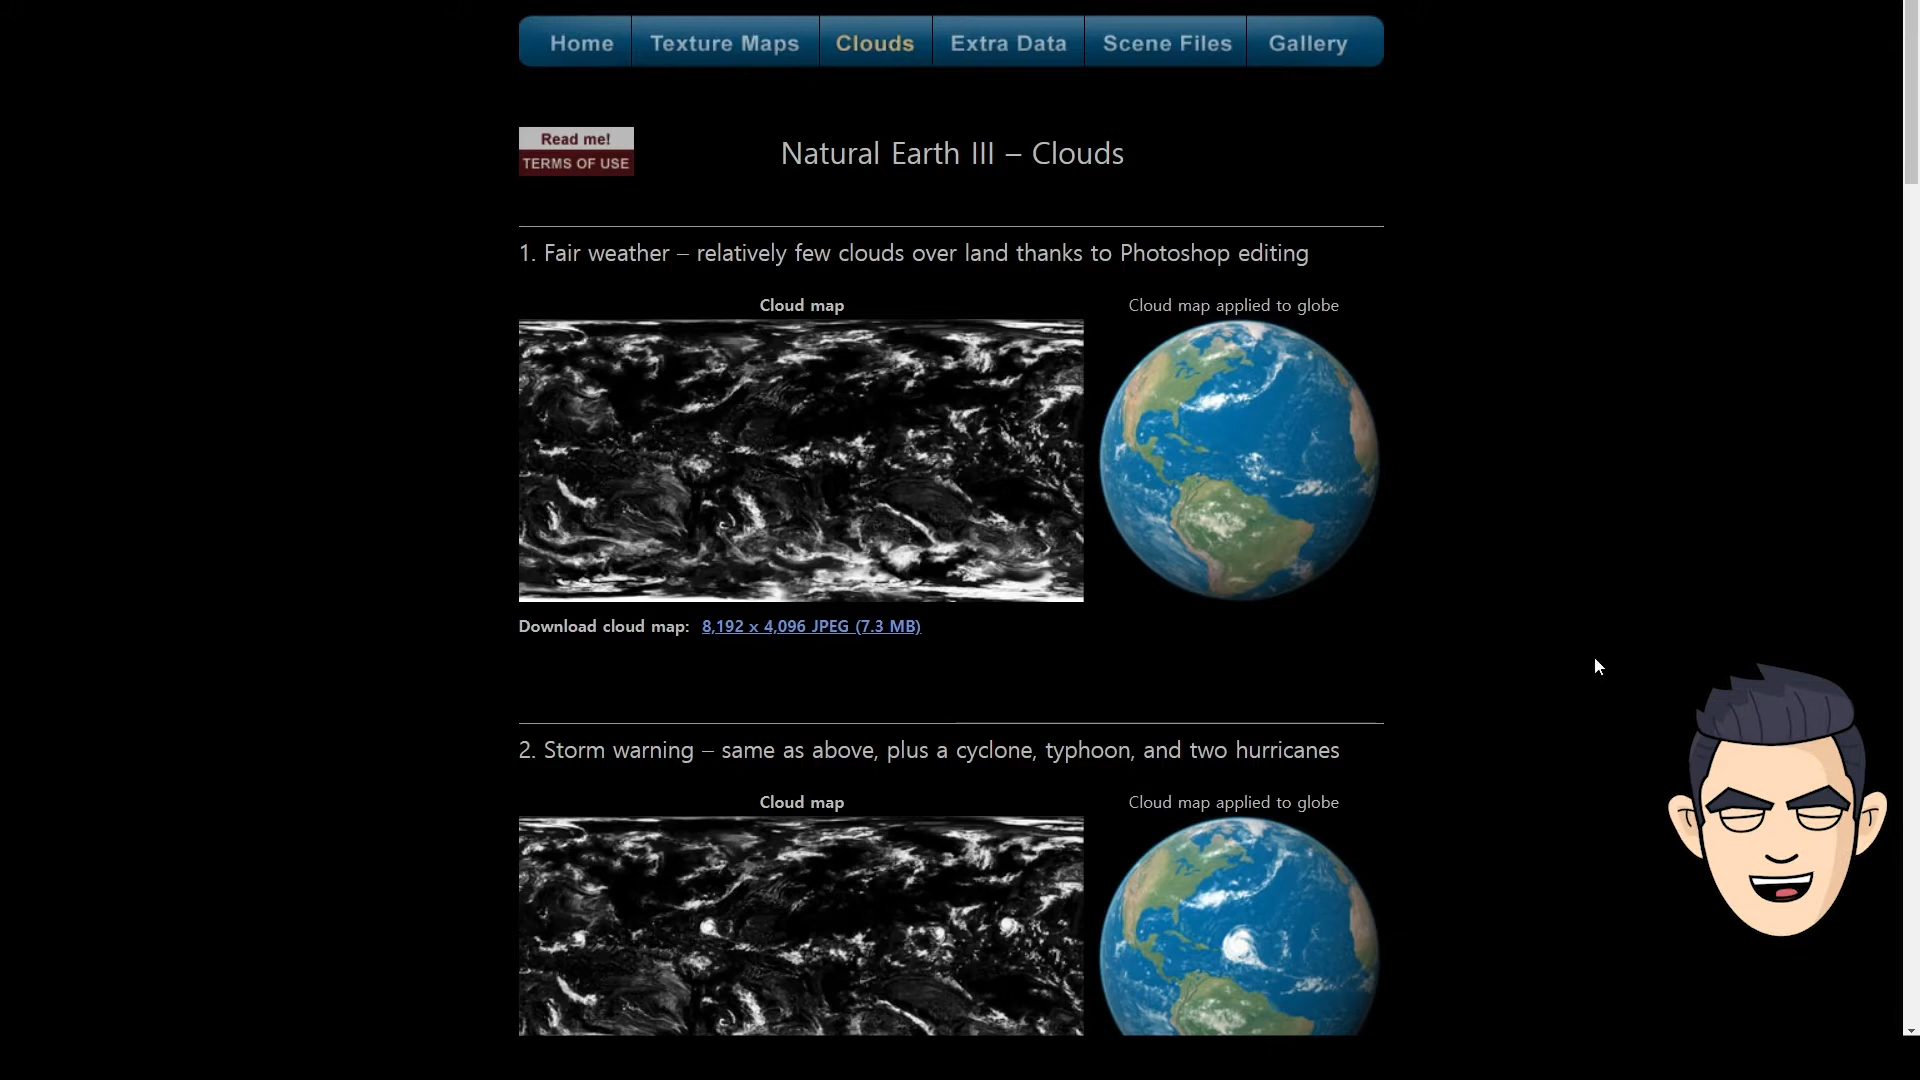 Home Texture Maps Clouds Extra Data Scene Files Gallery
Read me!
TERMS OF USE
Natural Earth III – Clouds
1. Fair weather – relatively few clouds over land thanks to Photoshop editing
Cloud map
Cloud map applied to globe
Download cloud map: 8,192 x 4,096 JPEG (7.3 MB)
2. Storm warning – same as above, plus a cyclone, typhoon, and two hurricanes
Cloud map
Cloud map applied to globe